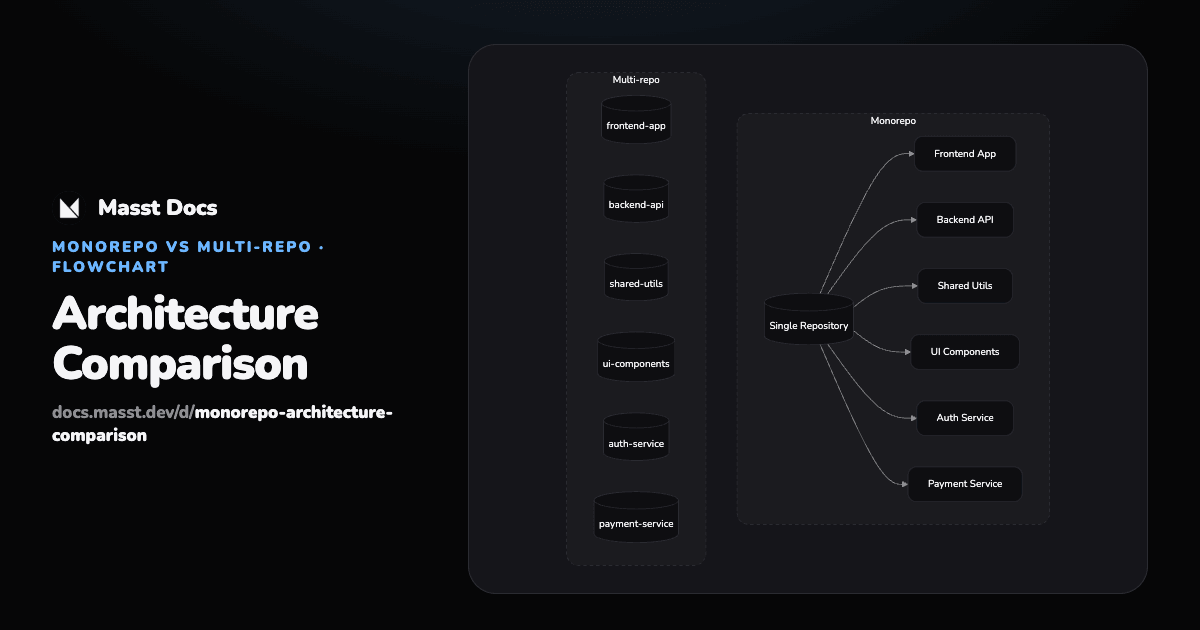 Masst Docs
MONOREPO VS MULTI-REPO ·
FLOWCHART
Architecture
Comparison
docs.masst.dev/d/monorepo-architecture-
comparison
Multi-repo
frontend-app
backend-api
shared-utils
ui-components
auth-service
payment-service
Monorepo
Single Repository
Frontend App
Backend API
Shared Utils
UI Components
Auth Service
Payment Service